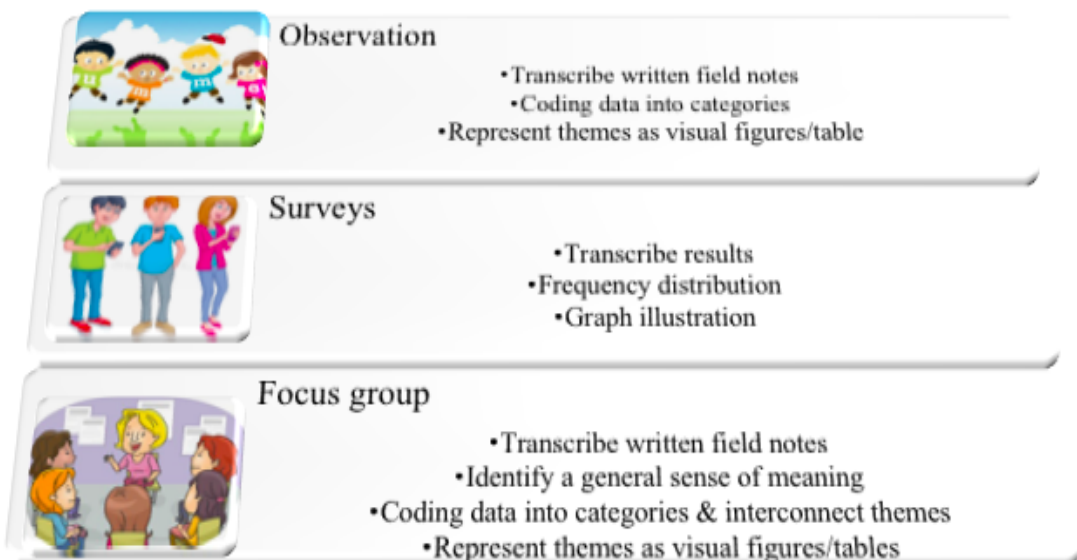 Observation
•Transcribe written field notes
•Coding data into categories
•Represent themes as visual figures/table
Surveys
•Transcribe results
•Frequency distribution
•Graph illustration
Focus group
•Transcribe written field notes
•Identify a general sense of meaning
•Coding data into categories & interconnect themes
•Represent themes as visual figures/tables